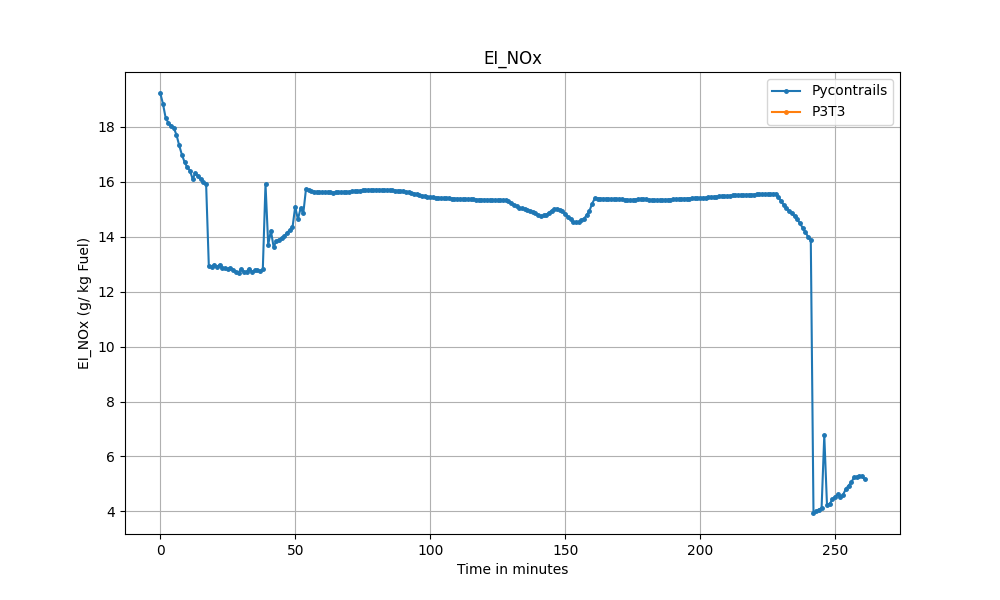 EI_NOx
Pycontrails
P3T3
EI_NOx (g/ kg Fuel)
18
16
14
12
10
8
6
4
0 50 100 150 200 250
Time in minutes